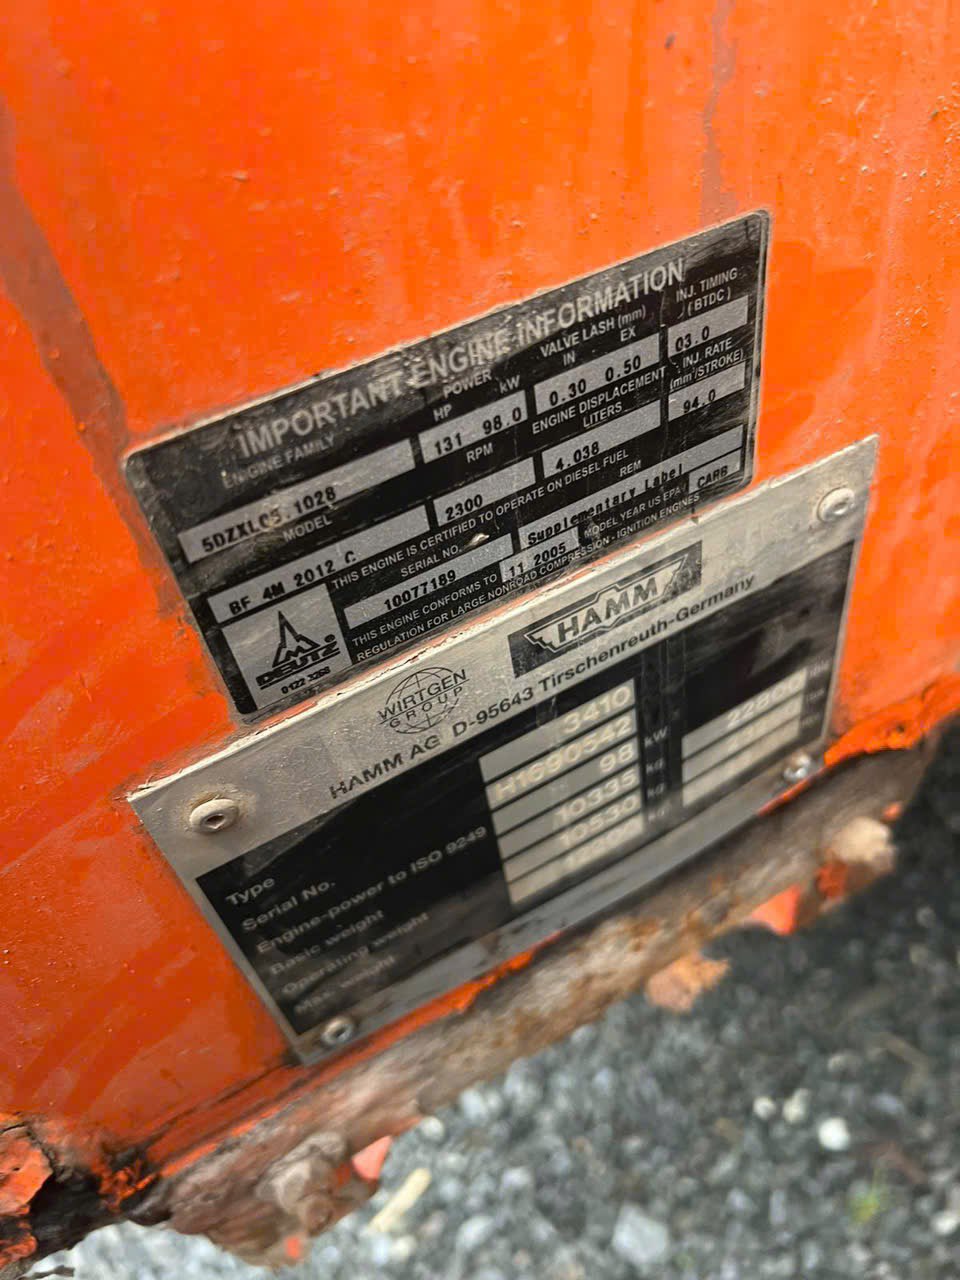 IMPORTANT ENGINE INFORMATION
ENGINE FAMILY POWER VALVE LASH (mm) INJ. TIMING
HP kW IN EX (BTDC)
131 98.0 0.30 0.50 03.0
MODEL RPM ENGINE DISPLACEMENT INJ. RATE
LITERS (mm³/STROKE)
BF 4M 2012 C 2300 4.038 94.0
THIS ENGINE IS CERTIFIED TO OPERATE ON DIESEL FUEL
SERIAL NO. REM
10077189 Supplementary Label
THIS ENGINE CONFORMS TO 11 2005 MODEL YEAR US EPA/ CARB
REGULATION FOR LARGE NONROAD COMPRESSION - IGNITION ENGINES
DEUTZ
0122 3268
WIRTGEN
GROUP
HAMM
HAMM AG D-95643 Tirschenreuth-Germany
Type 3410
Serial No.
Engine-power to ISO 9249 98 kW
Basic weight 10335 kg
Operating weight 10530 kg
Max. weight kg